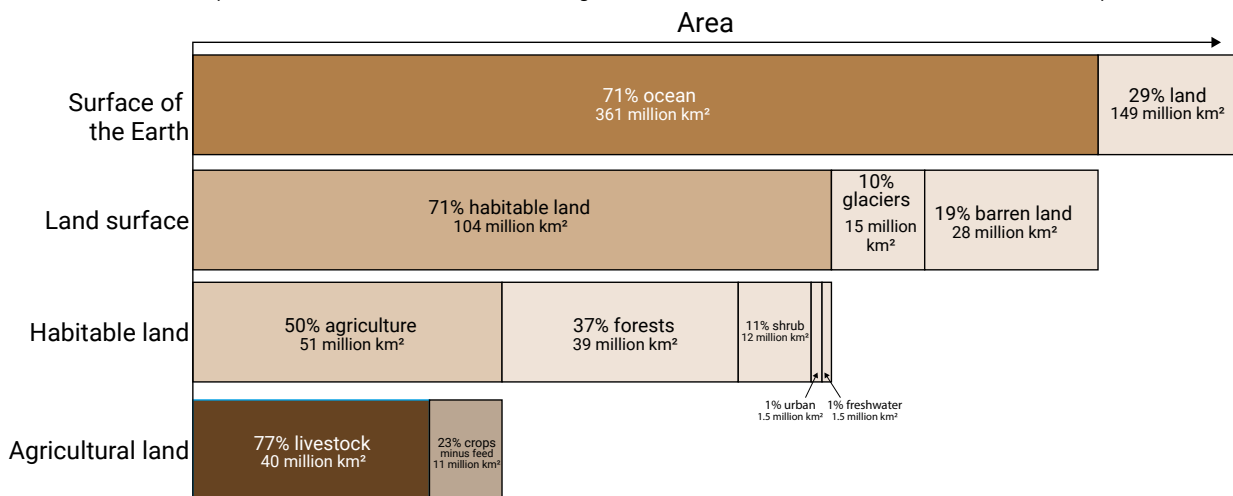 Area
Surface of
the Earth
71% ocean
361 million km²
29% land
149 million km²
Land surface
71% habitable land
104 million km²
10%
glaciers
15 million
km²
19% barren land
28 million km²
Habitable land
50% agriculture
51 million km²
37% forests
39 million km²
11% shrub
12 million km²
1% urban
1.5 million km²
1% freshwater
1.5 million km²
Agricultural land
77% livestock
40 million km²
23% crops
minus feed
11 million km²